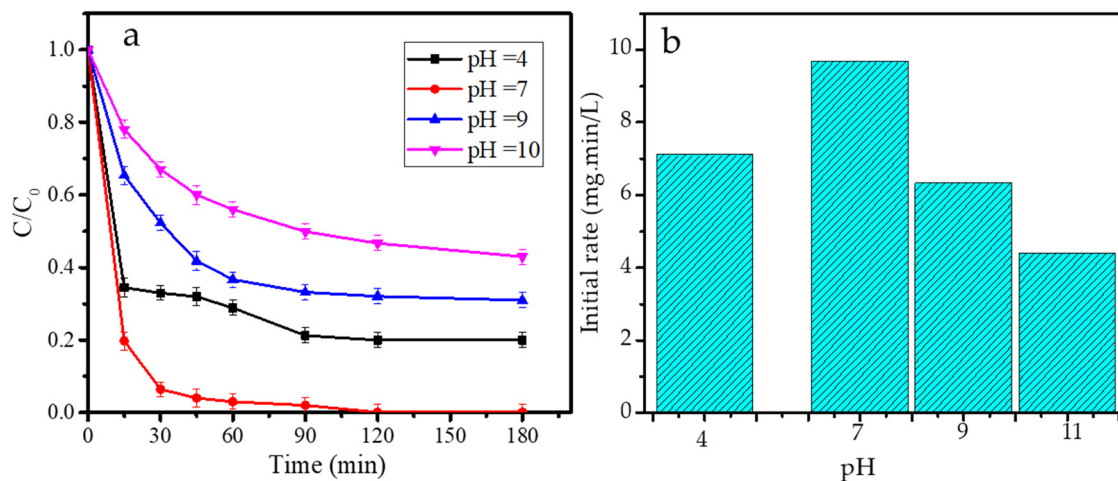 a
pH =4
pH =7
pH =9
pH =10
1.0
0.8
0.6
0.4
0.2
0.0
C/C₀
0 30 60 90 120 150 180
Time (min)
b
10
8
6
4
2
0
Initial rate (mg.min/L)
4 7 9 11
pH